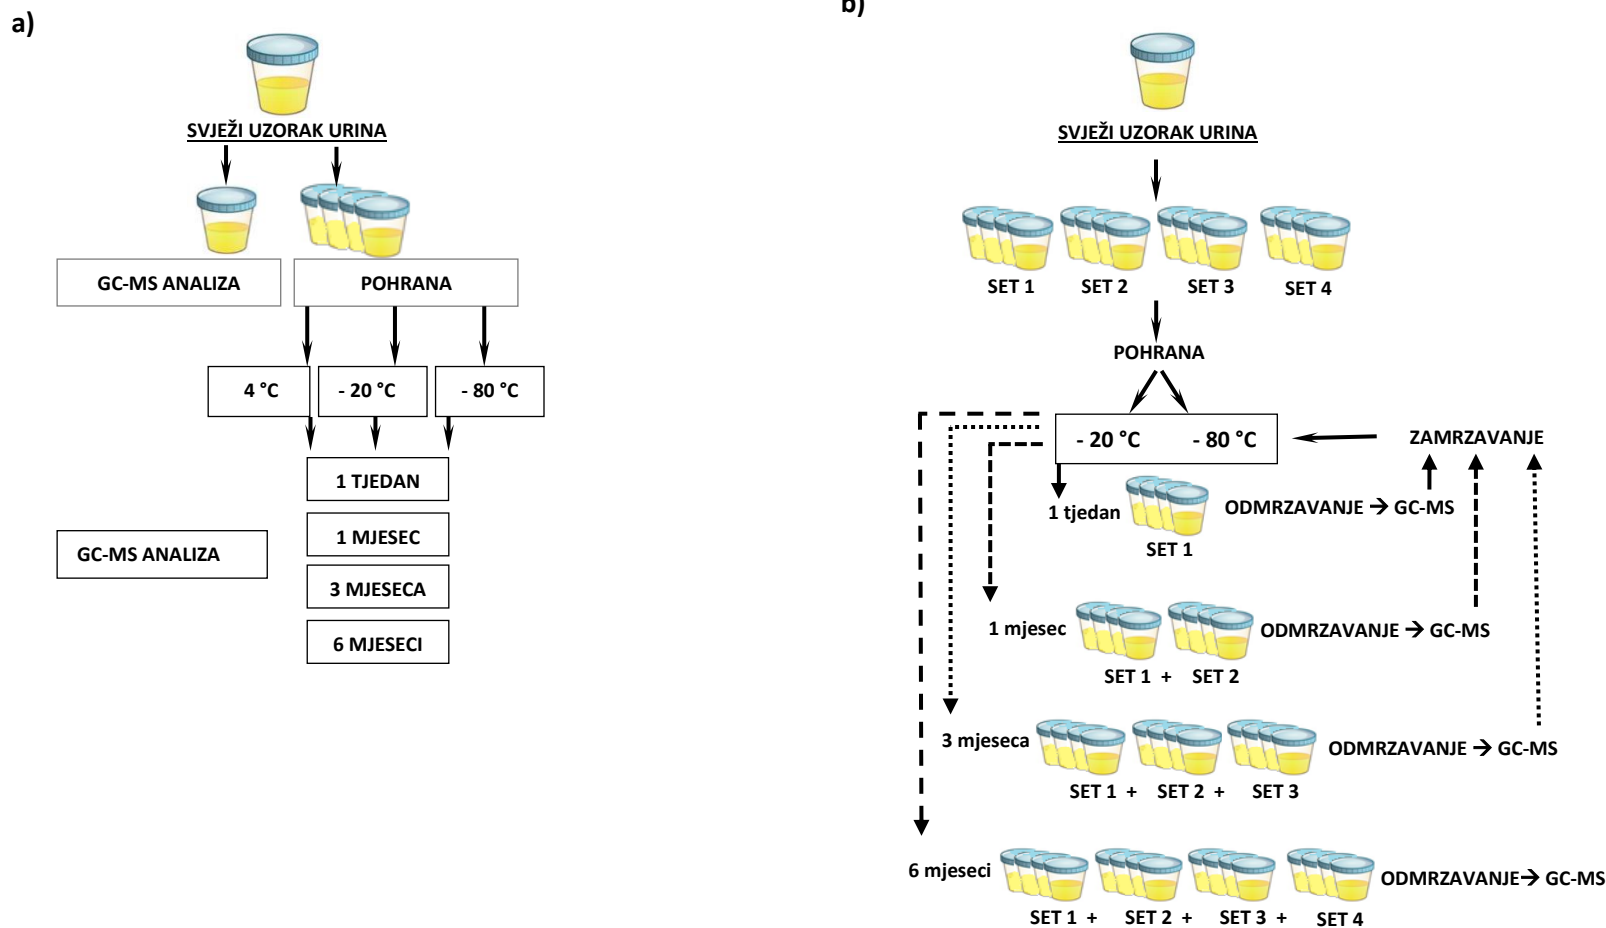 a)
SVJEŽI UZORAK URINA
GC-MS ANALIZA
POHRANA
4 °C
- 20 °C
- 80 °C
1 TJEDAN
1 MJESEC
3 MJESECA
6 MJESECI
GC-MS ANALIZA
b)
SVJEŽI UZORAK URINA
SET 1
SET 2
SET 3
SET 4
POHRANA
- 20 °C - 80 °C
ZAMRZAVANJE
1 tjedan
ODMRZAVANJE → GC-MS
SET 1
1 mjesec
ODMRZAVANJE → GC-MS
SET 1 + SET 2
3 mjeseca
ODMRZAVANJE → GC-MS
SET 1 + SET 2 + SET 3
6 mjeseci
ODMRZAVANJE→ GC-MS
SET 1 + SET 2 + SET 3 + SET 4